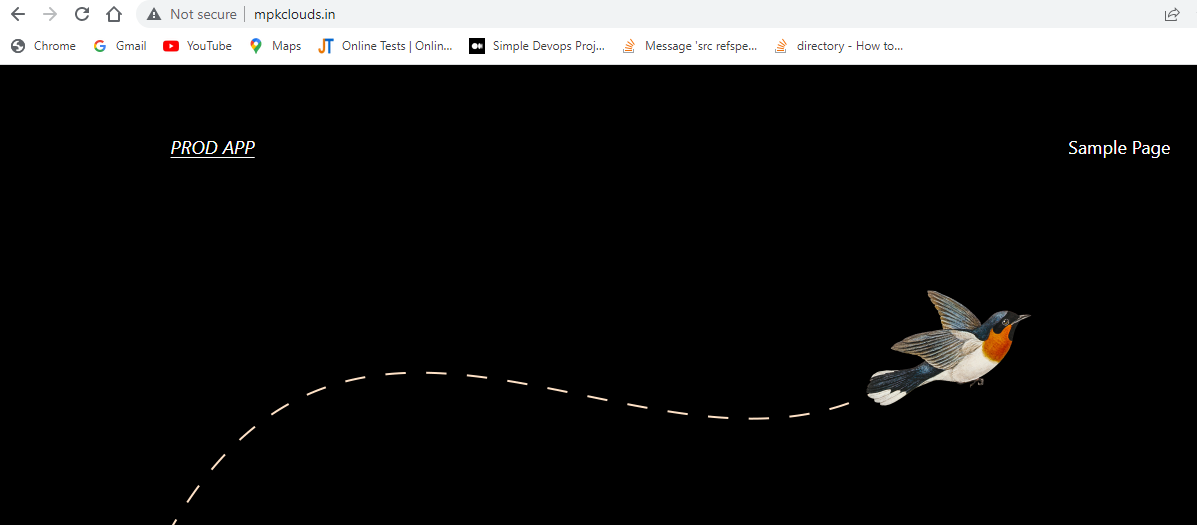 Not secure mpkclouds.in
Chrome Gmail YouTube Maps Online Tests | Onlin... Simple Devops Proj... Message 'src refspe... directory - How to...
PROD APP Sample Page